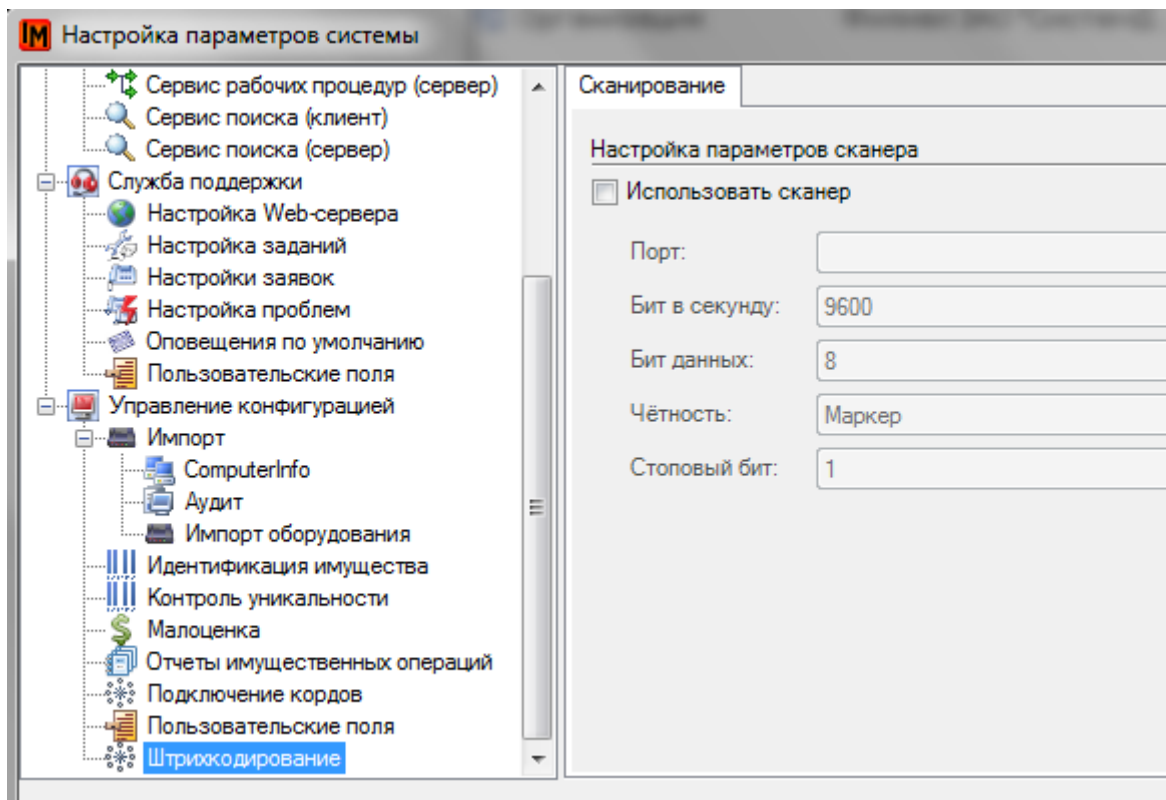 IM Настройка параметров системы
Сервис рабочих процедур (сервер)
Сервис поиска (клиент)
Сервис поиска (сервер)
Служба поддержки
Настройка Web-сервера
Настройка заданий
Настройки заявок
Настройка проблем
Оповещения по умолчанию
Пользовательские поля
Управление конфигурацией
Импорт
ComputerInfo
Аудит
Импорт оборудования
Идентификация имущества
Контроль уникальности
Малоценка
Отчеты имущественных операций
Подключение кордов
Пользовательские поля
Штрихкодирование
Сканирование
Настройка параметров сканера
Использовать сканер
Порт:
Бит в секунду: 9600
Бит данных: 8
Чётность: Маркер
Стоповый бит: 1